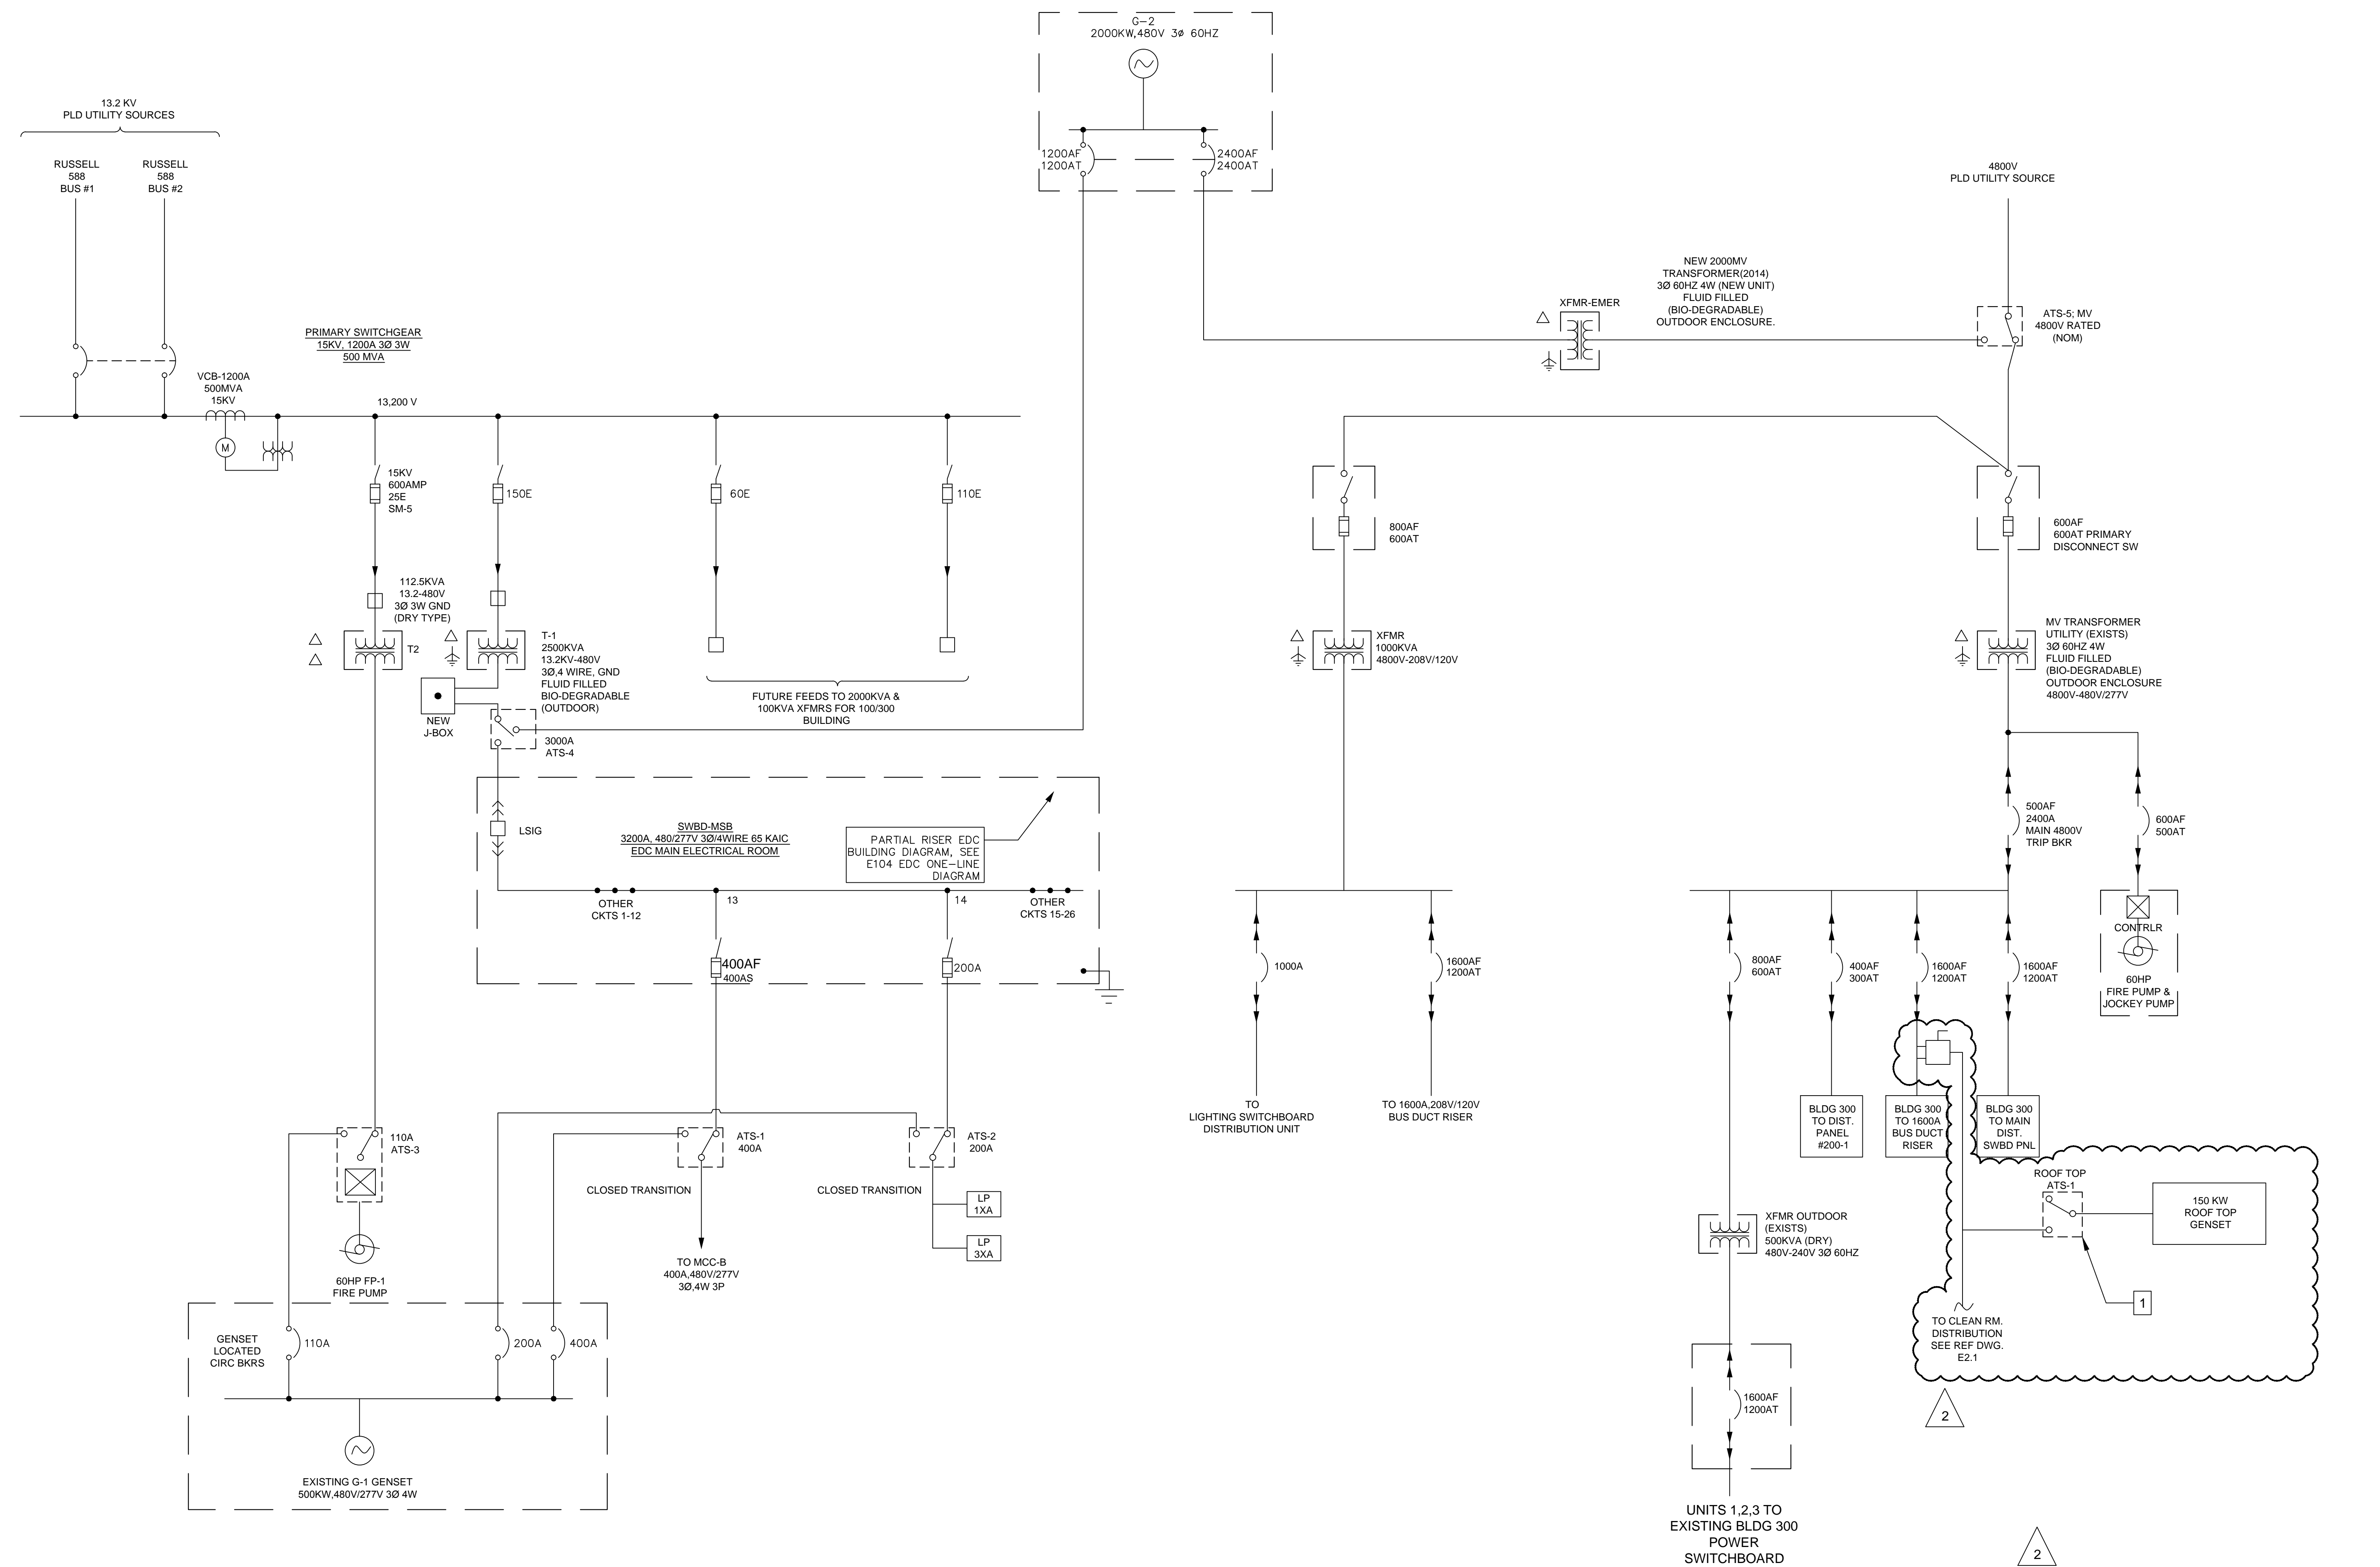 G-2
2000KW,480V 3ø 60HZ
1200AF
1200AT
2400AF
2400AT
13.2 KV
PLD UTILITY SOURCES
RUSSELL
588
BUS #1
RUSSELL
588
BUS #2
PRIMARY SWITCHGEAR
15KV, 1200A 3Ø 3W
500 MVA
VCB-1200A
500MVA
15KV
13,200 V
M
15KV
600AMP
25E
SM-5
150E
60E
110E
4800V
PLD UTILITY SOURCE
NEW 2000MV
TRANSFORMER(2014)
3Ø 60HZ 4W (NEW UNIT)
FLUID FILLED
(BIO-DEGRADABLE)
OUTDOOR ENCLOSURE.
XFMR-EMER
ATS-5; MV
4800V RATED
(NOM)
800AF
600AT
600AF
600AT PRIMARY
DISCONNECT SW
112.5KVA
13.2-480V
3Ø 3W GND
(DRY TYPE)
T2
T-1
2500KVA
13.2KV-480V
3Ø,4 WIRE, GND
FLUID FILLED
BIO-DEGRADABLE
(OUTDOOR)
NEW
J-BOX
3000A
ATS-4
FUTURE FEEDS TO 2000KVA &
100KVA XFMRS FOR 100/300
BUILDING
XFMR
1000KVA
4800V-208V/120V
MV TRANSFORMER
UTILITY (EXISTS)
3Ø 60HZ 4W
FLUID FILLED
(BIO-DEGRADABLE)
OUTDOOR ENCLOSURE
4800V-480V/277V
LSIG
SWBD-MSB
3200A, 480/277V 3Ø/4WIRE 65 KAIC
EDC MAIN ELECTRICAL ROOM
PARTIAL RISER EDC
BUILDING DIAGRAM, SEE
E104 EDC ONE-LINE
DIAGRAM
OTHER
CKTS 1-12
13
14
OTHER
CKTS 15-26
400AF
400AS
200A
500AF
2400A
MAIN 4800V
TRIP BKR
600AF
500AT
1000A
1600AF
1200AT
800AF
600AT
400AF
300AT
1600AF
1200AT
1600AF
1200AT
CONTRLR
60HP
FIRE PUMP &
JOCKEY PUMP
TO
LIGHTING SWITCHBOARD
DISTRIBUTION UNIT
TO 1600A,208V/120V
BUS DUCT RISER
BLDG 300
TO DIST.
PANEL
#200-1
BLDG 300
TO 1600A
BUS DUCT
RISER
BLDG 300
TO MAIN
DIST.
SWBD PNL
110A
ATS-3
ATS-1
400A
ATS-2
200A
CLOSED TRANSITION
CLOSED TRANSITION
LP
1XA
LP
3XA
60HP FP-1
FIRE PUMP
TO MCC-B
400A,480V/277V
3Ø,4W 3P
ROOF TOP
ATS-1
150 KW
ROOF TOP
GENSET
XFMR OUTDOOR
(EXISTS)
500KVA (DRY)
480V-240V 3Ø 60HZ
1
TO CLEAN RM.
DISTRIBUTION
SEE REF DWG.
E2.1
GENSET
LOCATED
CIRC BKRS
110A
200A
400A
EXISTING G-1 GENSET
500KW,480V/277V 3Ø 4W
1600AF
1200AT
2
UNITS 1,2,3 TO
EXISTING BLDG 300
POWER
SWITCHBOARD
2